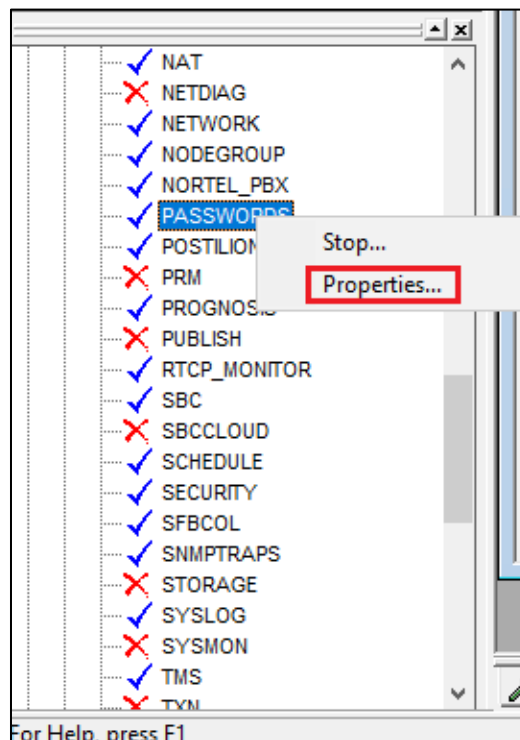 NAT
NETDIAG
NETWORK
NODEGROUP
NORTEL_PBX
PASSWORDS
POSTILION
Stop...
PRM
Properties...
PROGNOSIS
PUBLISH
RTCP_MONITOR
SBC
SBCCLOUD
SCHEDULE
SECURITY
SFBCOL
SNMPTRAPS
STORAGE
SYSLOG
SYSMON
TMS
TXN
For Help, press F1